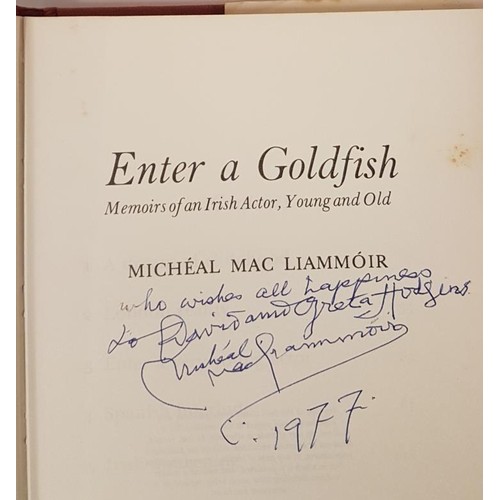 Enter a Goldfish
Memoirs of an Irish Actor, Young and Old
MICHÉAL MAC LIAMMÓIR
who wishes all happiness
to David and Greta Hodgins
Micheál
Mac Liammóir
1977.